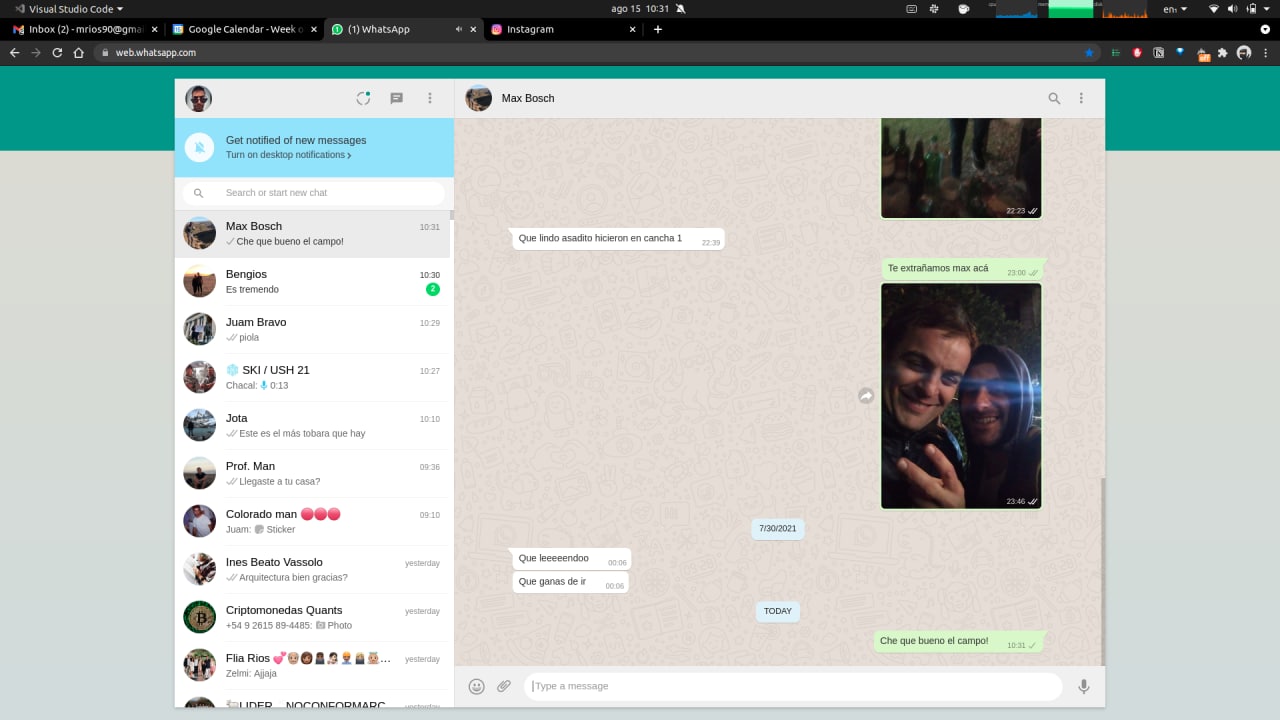 Visual Studio Code
ago 15 10:31
en
Inbox (2) - mrios90@gma
Google Calendar - Week o
(1) WhatsApp
Instagram
web.whatsapp.com
off
Get notified of new messages
Turn on desktop notifications
Search or start new chat
Max Bosch 10:31
Che que bueno el campo!
Bengios 10:30
Es tremendo 2
Juam Bravo 10:29
piola
SKI / USH 21 10:27
Chacal: 0:13
Jota 10:10
Este es el más tobara que hay
Prof. Man 09:36
Llegaste a tu casa?
Colorado man 09:10
Juam: Sticker
Ines Beato Vassolo yesterday
Arquitectura bien gracias?
Criptomonedas Quants yesterday
+54 9 2615 89-4485: Photo
Flia Rios ... yesterday
Zelmi: Ajjaja
yesterday
Max Bosch
22:23
Que lindo asadito hicieron en cancha 1 22:39
Te extrañamos max acá 23:00
23:46
7/30/2021
Que leeeeendoo 00:06
Que ganas de ir 00:06
TODAY
Che que bueno el campo! 10:31
Type a message